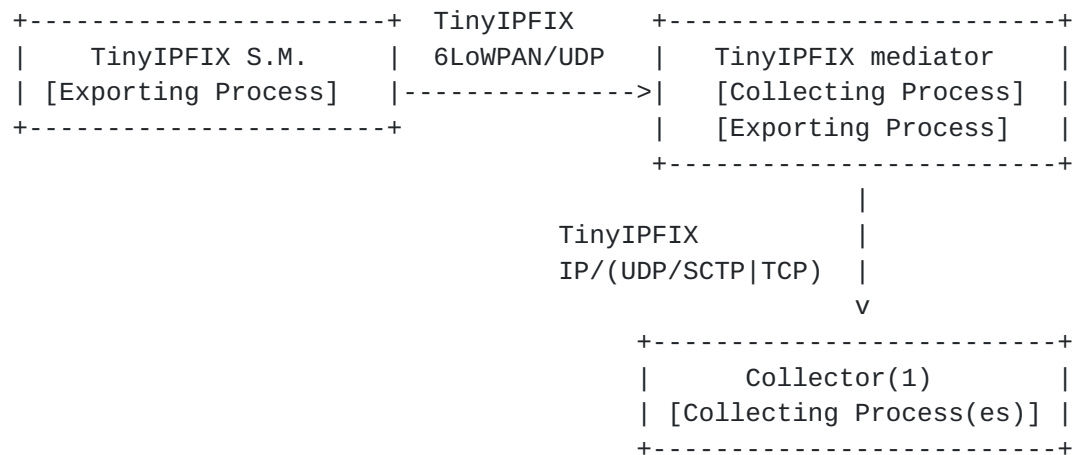 +-----------------------+  TinyIPFIX        +-------------------------+
|     TinyIPFIX S.M.    |  6LoWPAN/UDP   |   TinyIPFIX mediator    |
| [Exporting Process]   |--------------->|   [Collecting Process]  |
+-----------------------+                |   [Exporting Process]   |
+-------------------------+
|
TinyIPFIX          |
IP/(UDP/SCTP|TCP)  |
v
+--------------------------+
|      Collector(1)        |
| [Collecting Process(es)] |
+--------------------------+